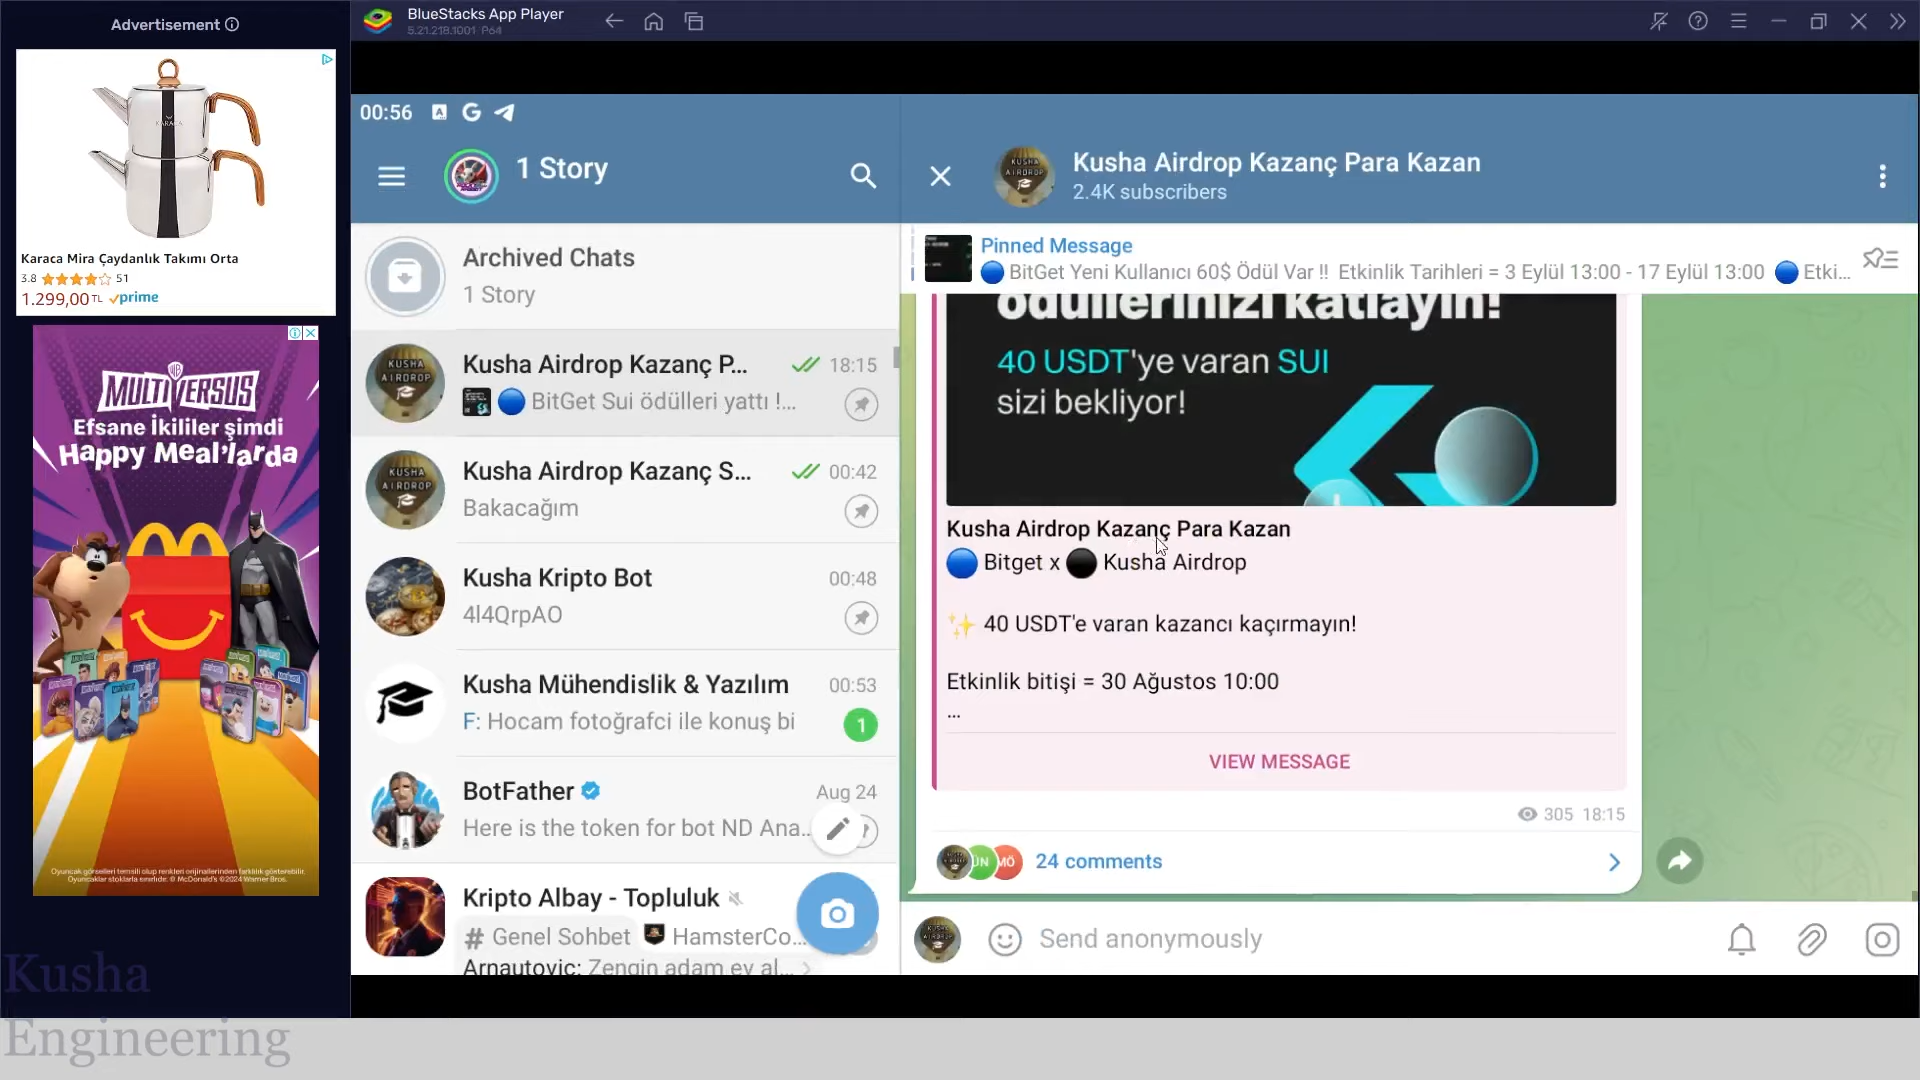 Advertisement
KARACA
Karaca Mira Çaydanlık Takımı Orta
3.8 51
1.299,00 TL prime
MULTIVERSUS
Efsane İkililer şimdi
Happy Meal'larda
Oyuncak görselleri temsili olup renkleri orijinallerinden farklılık gösterebilir.
Oyuncaklar stoklarla sınırlıdır. © McDonald's ©2024 Warner Bros.
Kusha
Engineering
BlueStacks App Player
5.21.218.1001 P64
00:56
1 Story
Archived Chats
1 Story
Kusha Airdrop Kazanç P... 18:15
BitGet Sui ödülleri yattı !...
Kusha Airdrop Kazanç S... 00:42
Bakacağım
Kusha Kripto Bot 00:48
4l4QrpAO
Kusha Mühendislik & Yazılım 00:53
F: Hocam fotoğrafci ile konuş bi 1
BotFather Aug 24
Here is the token for bot ND Ana...
Kripto Albay - Topluluk
# Genel Sohbet HamsterCo...
Arnautovic: Zengin adam ev al...
KUSHA
AIRDROP
Kusha Airdrop Kazanç Para Kazan
2.4K subscribers
Pinned Message
BitGet Yeni Kullanıcı 60$ Ödül Var !! Etkinlik Tarihleri = 3 Eylül 13:00 - 17 Eylül 13:00 Etki...
ödüllerinizi katlayın!
40 USDT'ye varan SUI
sizi bekliyor!
Kusha Airdrop Kazanç Para Kazan
Bitget x Kusha Airdrop
40 USDT'e varan kazancı kaçırmayın!
Etkinlik bitişi = 30 Ağustos 10:00
...
VIEW MESSAGE
305 18:15
JN MÖ 24 comments
Send anonymously